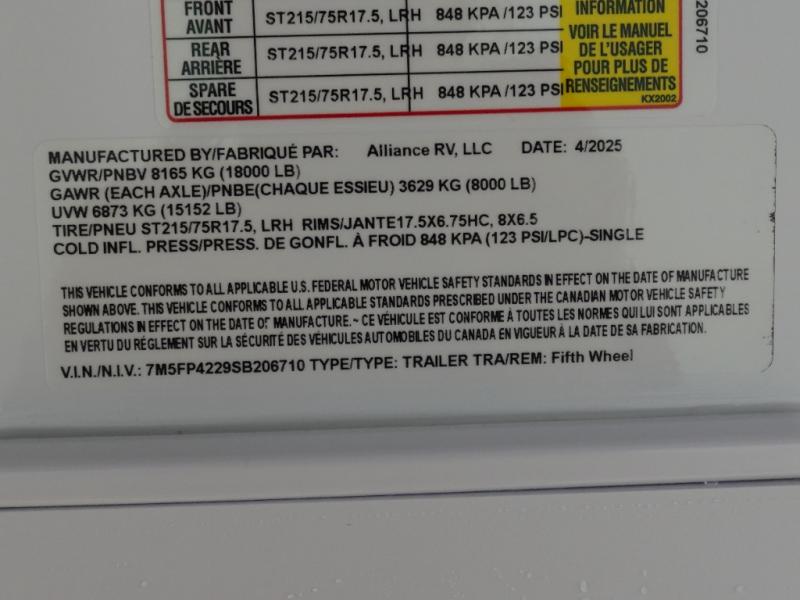 FRONT
AVANT
ST215/75R17.5, LRH 848 KPA /123 PSI
REAR
ARRIÈRE
ST215/75R17.5, LRH 848 KPA /123 PSI
SPARE
DE SECOURS
ST215/75R17.5, LRH 848 KPA /123 PSI
INFORMATION
VOIR LE MANUEL
DE L'USAGER
POUR PLUS DE
RENSEIGNEMENTS
KX2002
206710
MANUFACTURED BY/FABRIQUÉ PAR: Alliance RV, LLC DATE: 4/2025
GVWR/PNBV 8165 KG (18000 LB)
GAWR (EACH AXLE)/PNBE(CHAQUE ESSIEU) 3629 KG (8000 LB)
UVW 6873 KG (15152 LB)
TIRE/PNEU ST215/75R17.5, LRH RIMS/JANTE17.5X6.75HC, 8X6.5
COLD INFL. PRESS/PRESS. DE GONFL. À FROID 848 KPA (123 PSI/LPC)-SINGLE
THIS VEHICLE CONFORMS TO ALL APPLICABLE U.S. FEDERAL MOTOR VEHICLE SAFETY STANDARDS IN EFFECT ON THE DATE OF MANUFACTURE
SHOWN ABOVE. THIS VEHICLE CONFORMS TO ALL APPLICABLE STANDARDS PRESCRIBED UNDER THE CANADIAN MOTOR VEHICLE SAFETY
REGULATIONS IN EFFECT ON THE DATE OF MANUFACTURE. ~ CE VÉHICULE EST CONFORME À TOUTES LES NORMES QUI LUI SONT APPLICABLES
EN VERTU DU RÉGLEMENT SUR LA SÉCURITÉ DES VÉHICULES AUTOMOBILES DU CANADA EN VIGUEUR À LA DATE DE SA FABRICATION.
V.I.N./N.I.V.: 7M5FP4229SB206710 TYPE/TYPE: TRAILER TRA/REM: Fifth Wheel